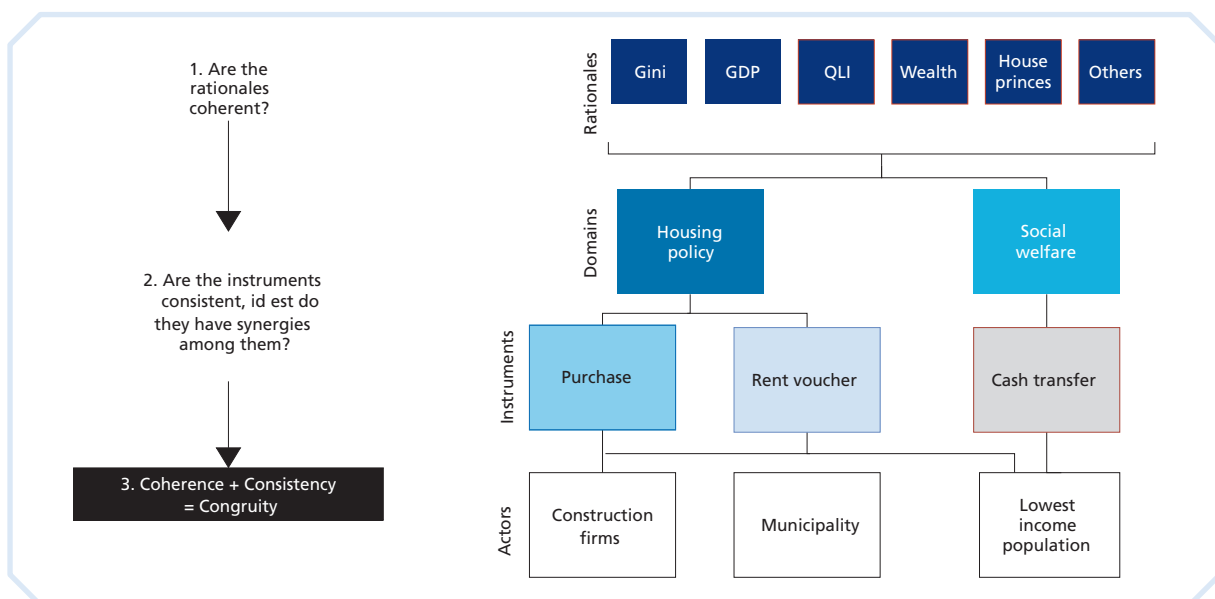 1. Are the
rationales
coherent?
2. Are the instruments
consistent, id est do
they have synergies
among them?
3. Coherence + Consistency
= Congruity
Rationales
Gini
GDP
QLI
Wealth
House
princes
Others
Domains
Housing
policy
Social
welfare
Instruments
Purchase
Rent voucher
Cash transfer
Actors
Construction
firms
Municipality
Lowest
income
population